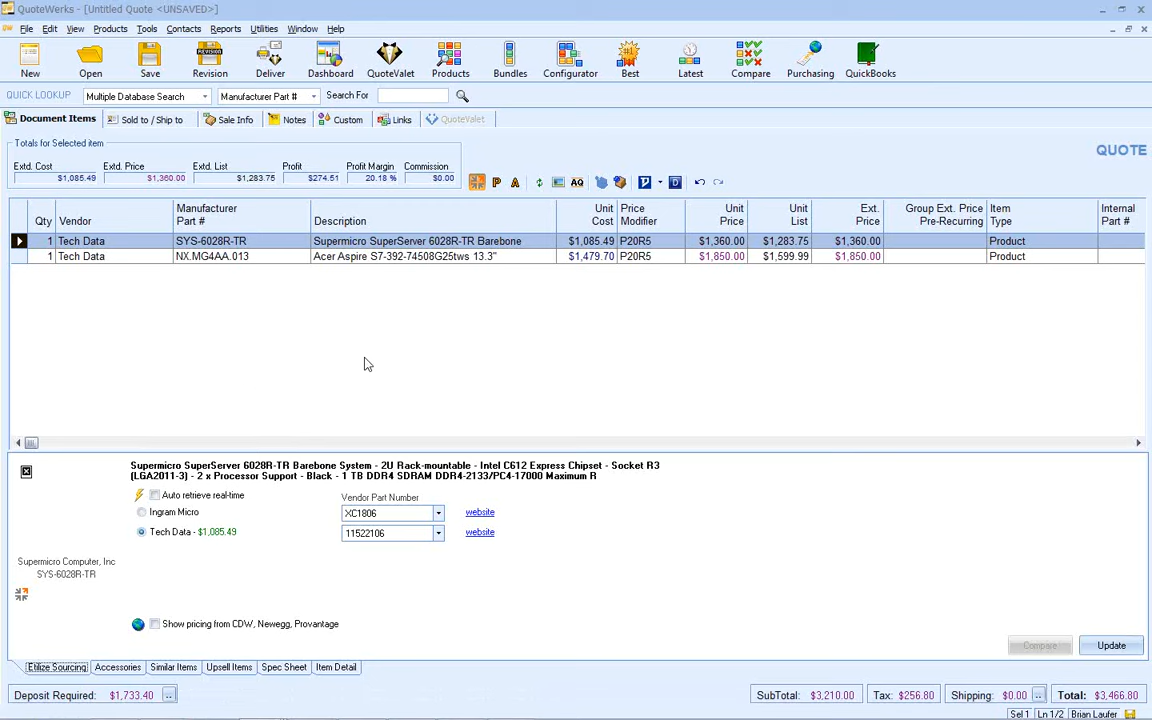 QuoteWerks - [Untitled Quote <UNSAVED>]
File Edit View Products Tools Contacts Reports Utilities Window Help
New Open Save Revision Deliver Dashboard QuoteValet Products Bundles Configurator Best Latest Compare Purchasing QuickBooks
QUICK LOOKUP Multiple Database Search Manufacturer Part # Search For
Document Items Sold to / Ship to Sale Info Notes Custom Links QuoteValet
Totals for Selected item
Extd. Cost Extd. Price Extd. List Profit Profit Margin Commission
$1,085.49 $1,360.00 $1,283.75 $274.51 20.18 % $0.00
QUOTE
Qty Vendor Manufacturer Part # Description Unit Cost Price Modifier Unit Price Unit List Ext. Price Group Ext. Price Pre-Recurring Item Type Internal Part #
1 Tech Data SYS-6028R-TR Supermicro SuperServer 6028R-TR Barebone $1,085.49 P20R5 $1,360.00 $1,283.75 $1,360.00 Product
1 Tech Data NX.MG4AA.013 Acer Aspire S7-392-74508G25tws 13.3" $1,479.70 P20R5 $1,850.00 $1,599.99 $1,850.00 Product
Supermicro SuperServer 6028R-TR Barebone System - 2U Rack-mountable - Intel C612 Express Chipset - Socket R3
(LGA2011-3) - 2 x Processor Support - Black - 1 TB DDR4 SDRAM DDR4-2133/PC4-17000 Maximum R
Auto retrieve real-time Vendor Part Number
Ingram Micro XC1806 website
Tech Data - $1,085.49 11522106 website
Supermicro Computer, Inc
SYS-6028R-TR
Show pricing from CDW, Newegg, Provantage
Compare Update
Etilize Sourcing Accessories Similar Items Upsell Items Spec Sheet Item Detail
Deposit Required: $1,733.40 .. SubTotal: $3,210.00 Tax: $256.80 Shipping: $0.00 .. Total: $3,466.80
Sel 1 Ln 1/2 Brian Laufer